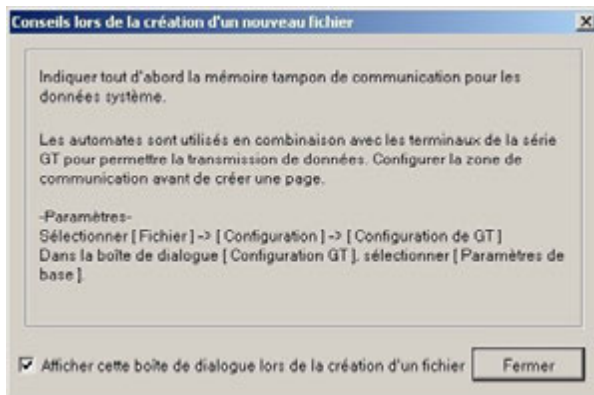 Conseils lors de la création d'un nouveau fichier
Indiquer tout d'abord la mémoire tampon de communication pour les
données système.
Les automates sont utilisés en combinaison avec les terminaux de la série
GT pour permettre la transmission de données. Configurer la zone de
communication avant de créer une page.
-Paramètres-
Sélectionner [ Fichier ] -> [ Configuration ] -> [ Configuration de GT ]
Dans la boîte de dialogue [ Configuration GT ], sélectionner [ Paramètres de
base ].
Afficher cette boîte de dialogue lors de la création d'un fichier
Fermer